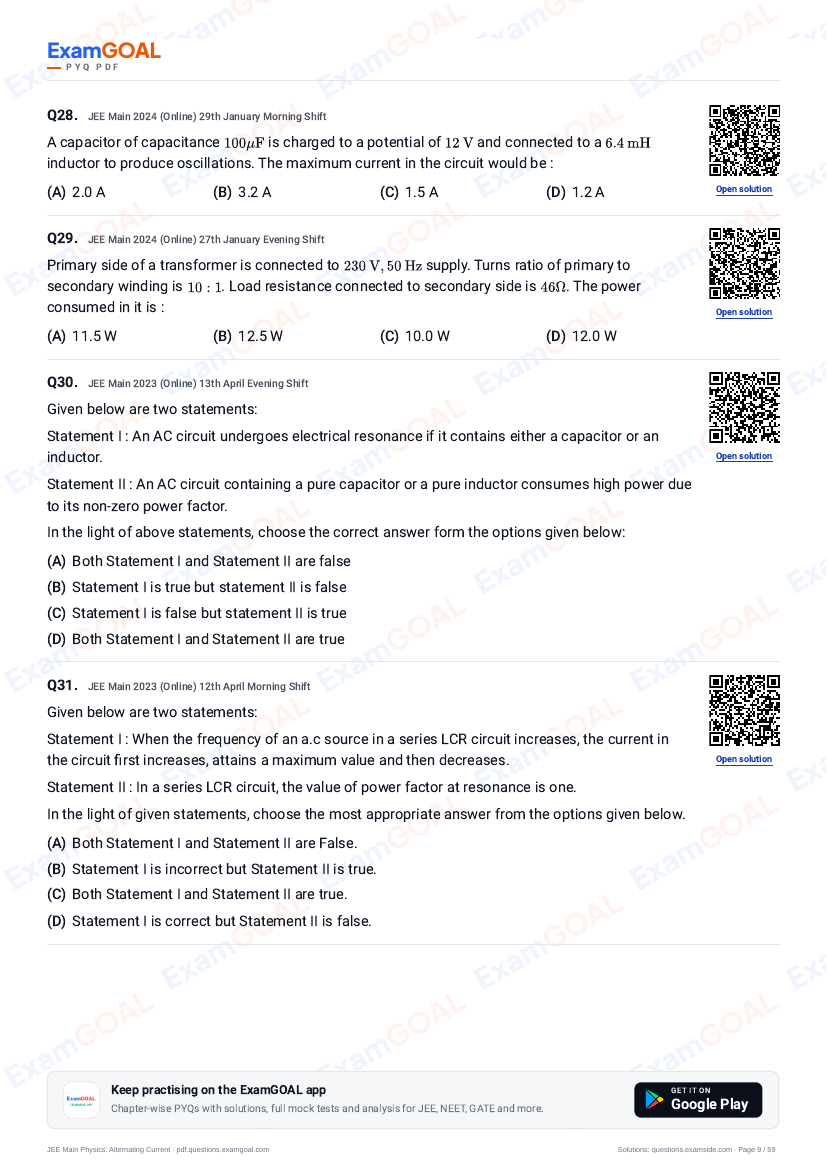 ExamGOAL
PYQ PDF
Q28. JEE Main 2024 (Online) 29th January Morning Shift
A capacitor of capacitance 100μF is charged to a potential of 12 V and connected to a 6.4 mH
inductor to produce oscillations. The maximum current in the circuit would be :
(A) 2.0 A (B) 3.2 A (C) 1.5 A (D) 1.2 A
Open solution
Q29. JEE Main 2024 (Online) 27th January Evening Shift
Primary side of a transformer is connected to 230 V, 50 Hz supply. Turns ratio of primary to
secondary winding is 10 : 1. Load resistance connected to secondary side is 46Ω. The power
consumed in it is :
(A) 11.5 W (B) 12.5 W (C) 10.0 W (D) 12.0 W
Open solution
Q30. JEE Main 2023 (Online) 13th April Evening Shift
Given below are two statements:
Statement I : An AC circuit undergoes electrical resonance if it contains either a capacitor or an
inductor.
Statement II : An AC circuit containing a pure capacitor or a pure inductor consumes high power due
to its non-zero power factor.
In the light of above statements, choose the correct answer form the options given below:
(A) Both Statement I and Statement II are false
(B) Statement I is true but statement II is false
(C) Statement I is false but statement II is true
(D) Both Statement I and Statement II are true
Open solution
Q31. JEE Main 2023 (Online) 12th April Morning Shift
Given below are two statements:
Statement I : When the frequency of an a.c source in a series LCR circuit increases, the current in
the circuit first increases, attains a maximum value and then decreases.
Statement II : In a series LCR circuit, the value of power factor at resonance is one.
In the light of given statements, choose the most appropriate answer from the options given below.
(A) Both Statement I and Statement II are False.
(B) Statement I is incorrect but Statement II is true.
(C) Both Statement I and Statement II are true.
(D) Statement I is correct but Statement II is false.
Open solution
ExamGOAL
Keep practising on the ExamGOAL app
Chapter-wise PYQs with solutions, full mock tests and analysis for JEE, NEET, GATE and more.
GET IT ON
Google Play
JEE Main Physics: Alternating Current · pdf.questions.examgoal.com
Solutions: questions.examside.com · Page 9 / 59